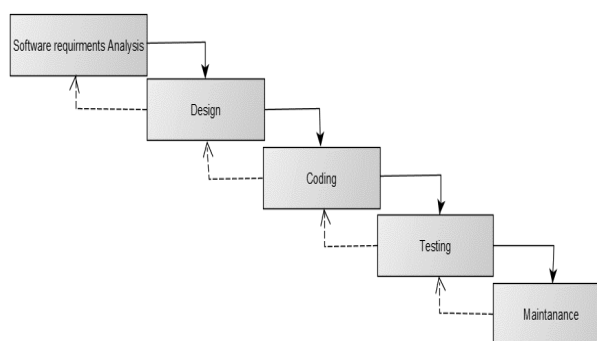 Software requirments Analysis
Design
Coding
Testing
Maintanance